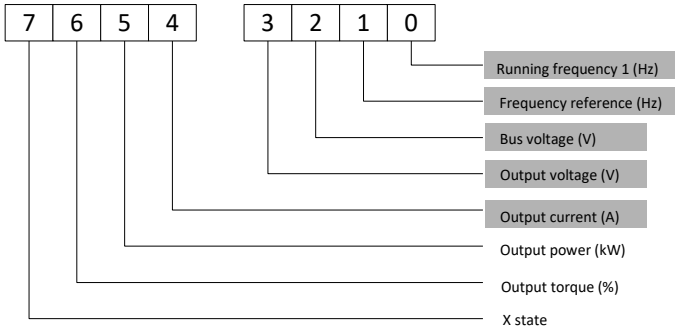 7 6 5 4 3 2 1 0
Running frequency 1 (Hz)
Frequency reference (Hz)
Bus voltage (V)
Output voltage (V)
Output current (A)
Output power (kW)
Output torque (%)
X state